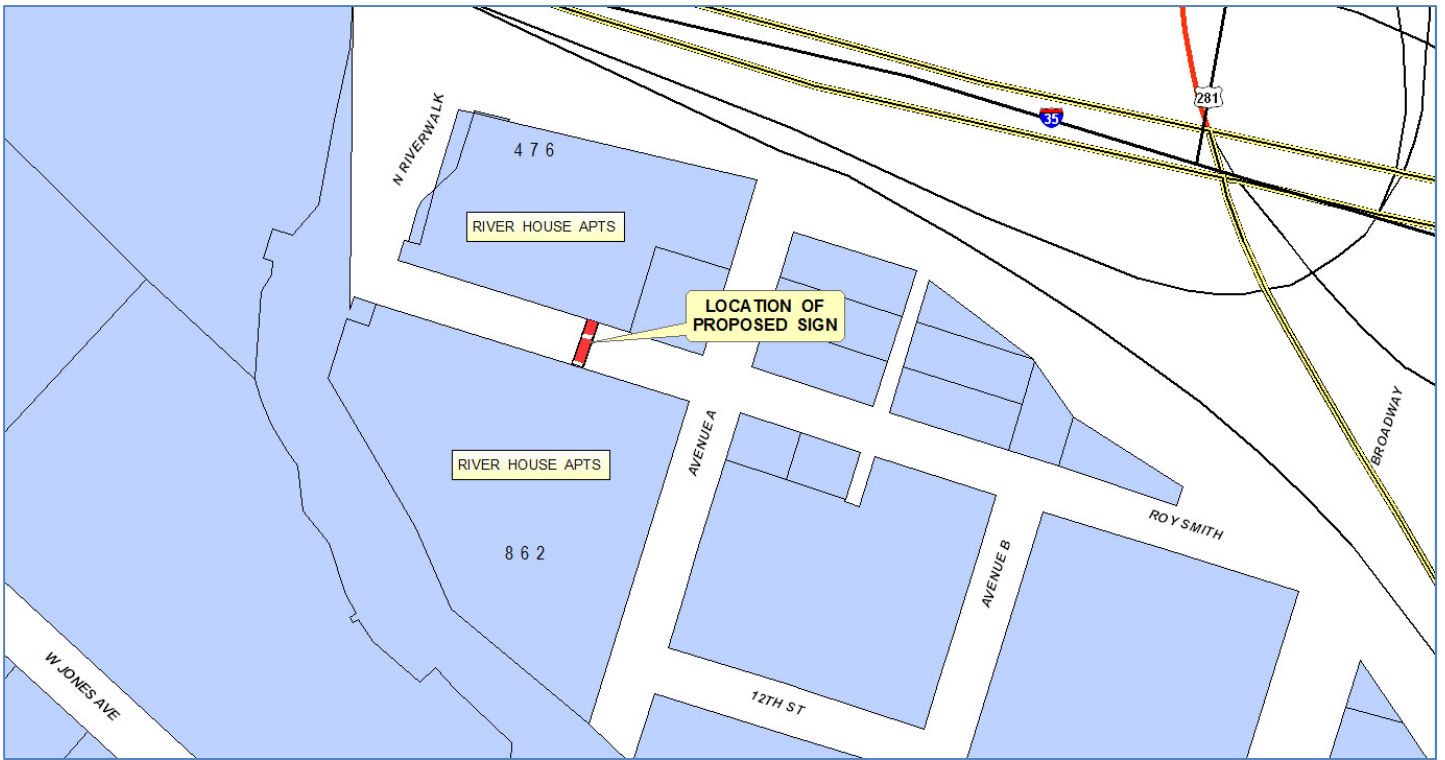 281
35
N RIVERWALK
4 7 6
RIVER HOUSE APTS
LOCATION OF
PROPOSED SIGN
BROADWAY
AVENUE A
RIVER HOUSE APTS
ROY SMITH
8 6 2
AVENUE B
W JONES AVE
12TH ST